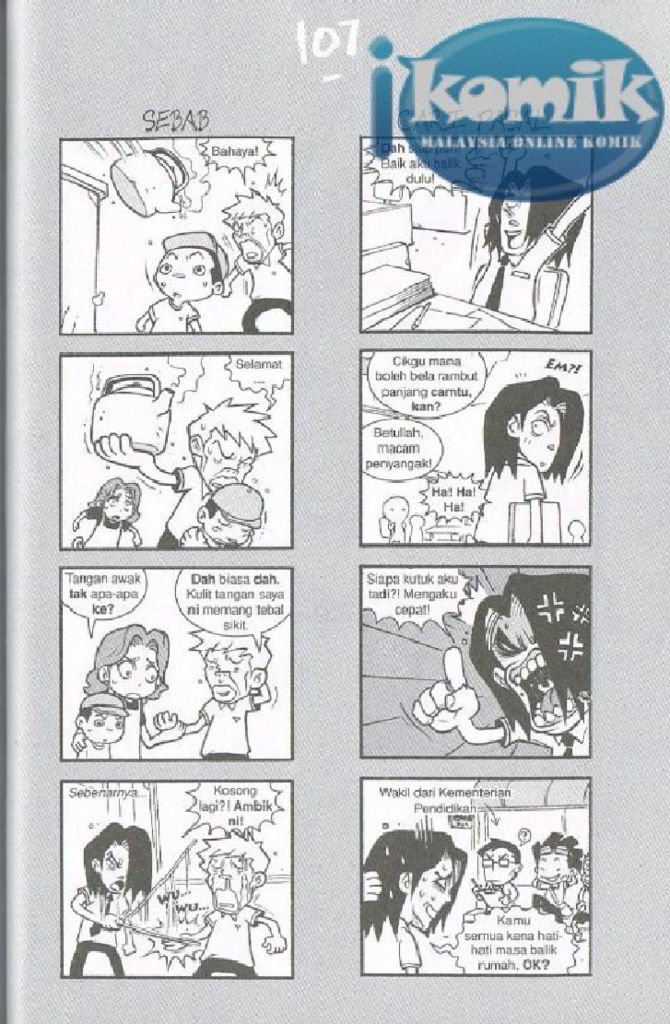 107
ikomik
MALAYSIA ONLINE KOMIK
SEBAB
Bahaya!
Selamat
....
Tangan awak
tak apa-apa
ke?
Dah biasa dah.
Kulit tangan saya
ni memang tebal
sikit.
Sebenarnya...
Kosong
lagi?! Ambik
ni!
WU...
WU...
Dah
Baik aku balik
dulu!
Cikgu mana
boleh bela rambut
panjang camtu,
kan?
EM?!
Betullah,
macam
penyangak!
Ha! Ha!
Ha!
Siapa kutuk aku
tadi?! Mengaku
cepat!
Wakil dari Kementerian
Pendidikan
?
Kamu
semua kena hati-
hati masa balik
rumah, OK?